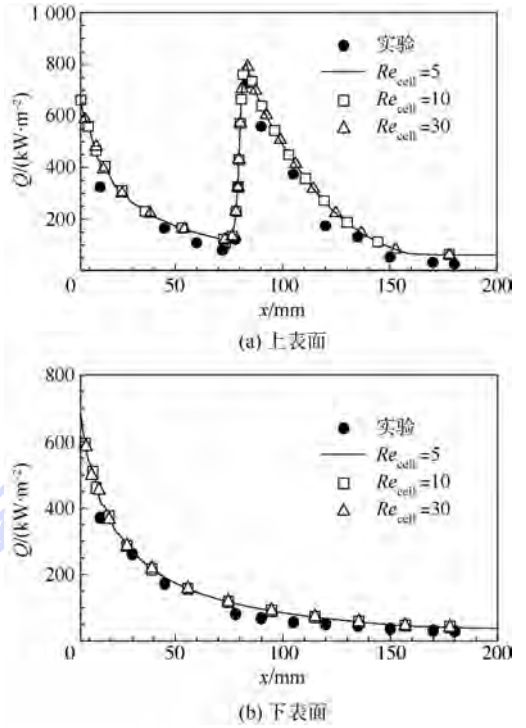 1 000
800
600
400
200
0
50
100
150
200
Q/(kW·m⁻²)
x/mm
实验
Re_cell=5
Re_cell=10
Re_cell=30
(a) 上表面
800
600
400
200
0
50
100
150
200
Q/(kW·m⁻²)
x/mm
实验
Re_cell=5
Re_cell=10
Re_cell=30
(b) 下表面